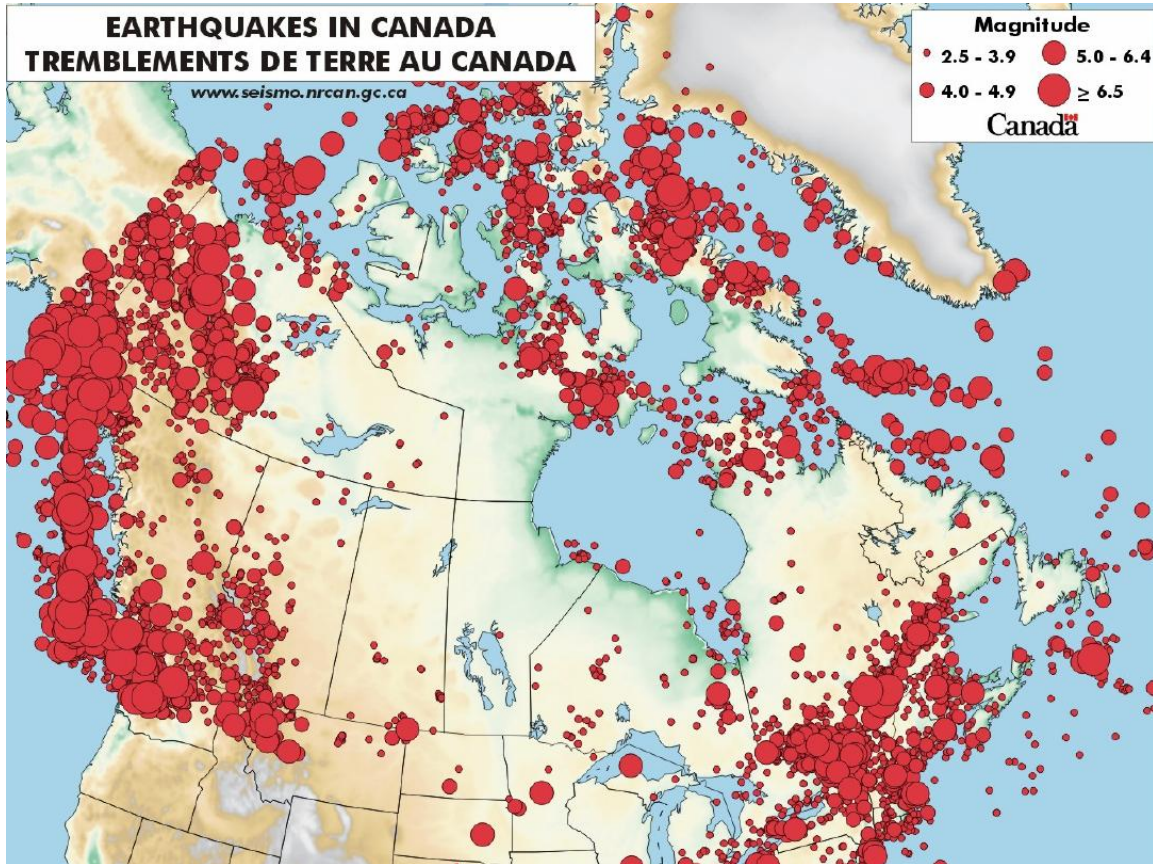 EARTHQUAKES IN CANADA
TREMBLEMENTS DE TERRE AU CANADA
www.seismo.nrcan.gc.ca
Magnitude
2.5 - 3.9 5.0 - 6.4
4.0 - 4.9 ≥ 6.5
Canada